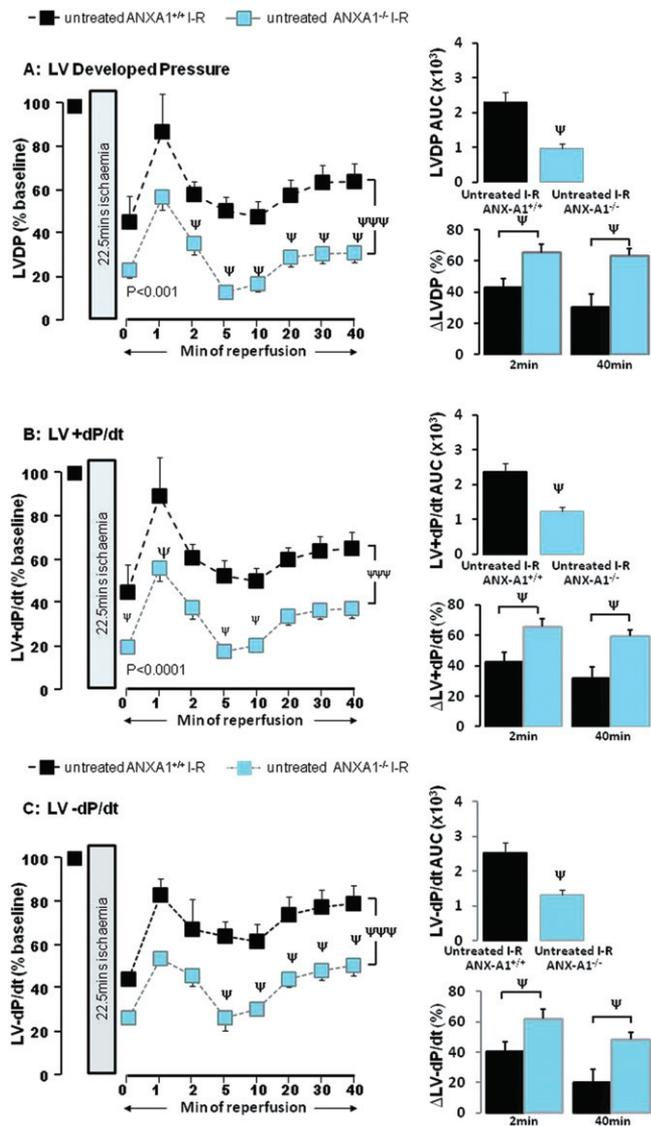 untreated ANXA1+/+ I-R untreated ANXA1-/- I-R
A: LV Developed Pressure
LVDP (% baseline)
100
80
60
40
20
0
22.5mins ischaemia
P<0.001
Ψ Ψ Ψ Ψ Ψ Ψ
ΨΨΨ
0 1 2 5 10 20 30 40
Min of reperfusion
LVDP AUC (x10³)
4
3
2
1
0
Ψ
Untreated I-R Untreated I-R
ANX-A1+/+ ANX-A1-/-
ΔLVDP (%)
80
60
40
20
0
Ψ Ψ
2min 40min
B: LV +dP/dt
LV+dP/dt (% baseline)
100
80
60
40
20
0
22.5mins ischaemia
P<0.0001
Ψ Ψ Ψ Ψ
ΨΨΨ
0 1 2 5 10 20 30 40
Min of reperfusion
LV+dP/dt AUC (x10³)
4
3
2
1
0
Ψ
Untreated I-R Untreated I-R
ANX-A1+/+ ANX-A1-/-
ΔLV+dP/dt (%)
80
60
40
20
0
Ψ Ψ
2min 40min
untreated ANXA1+/+ I-R untreated ANXA1-/- I-R
C: LV -dP/dt
LV-dP/dt (% baseline)
100
80
60
40
20
0
22.5mins ischaemia
Ψ Ψ Ψ Ψ Ψ
ΨΨΨ
0 1 2 5 10 20 30 40
Min of reperfusion
LV-dP/dt AUC (x10³)
4
3
2
1
0
Ψ
Untreated I-R Untreated I-R
ANX-A1+/+ ANX-A1-/-
ΔLV-dP/dt (%)
80
60
40
20
0
Ψ Ψ
2min 40min